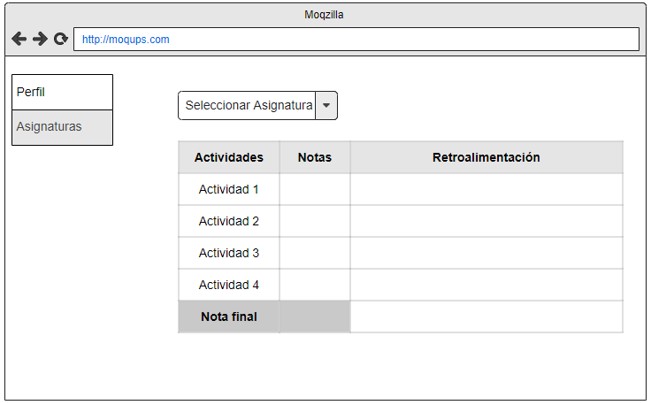 Moqzilla
http://moqups.com
Perfil
Asignaturas
Seleccionar Asignatura
Actividades Notas Retroalimentación
Actividad 1
Actividad 2
Actividad 3
Actividad 4
Nota final